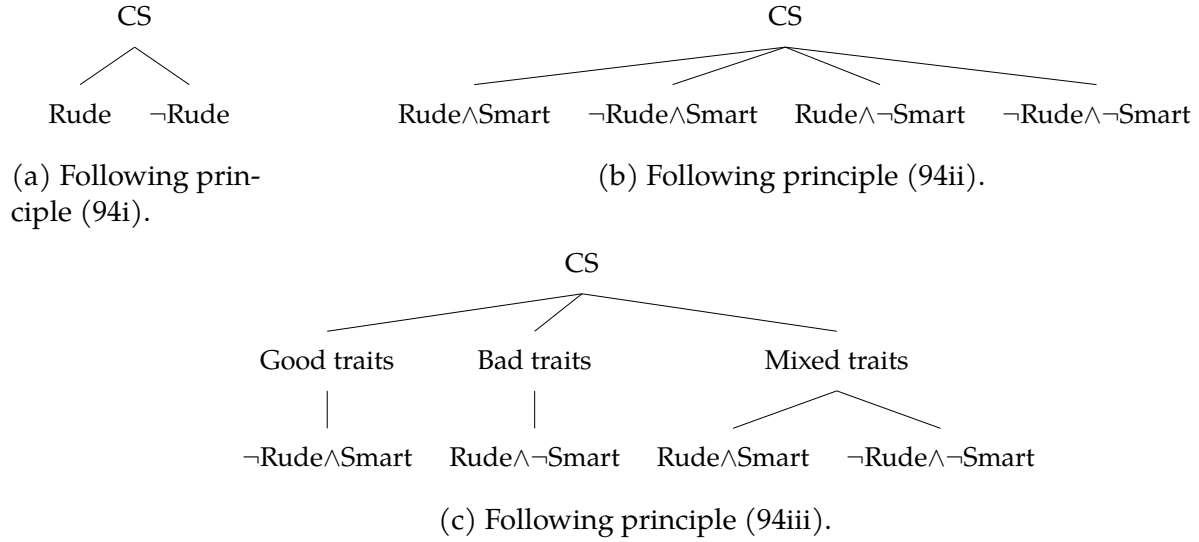 CS
CS
Rude ¬Rude
Rude∧Smart ¬Rude∧Smart Rude∧¬Smart ¬Rude∧¬Smart
(a) Following prin-
ciple (94i).
(b) Following principle (94ii).
CS
Good traits Bad traits Mixed traits
¬Rude∧Smart Rude∧¬Smart Rude∧Smart ¬Rude∧¬Smart
(c) Following principle (94iii).